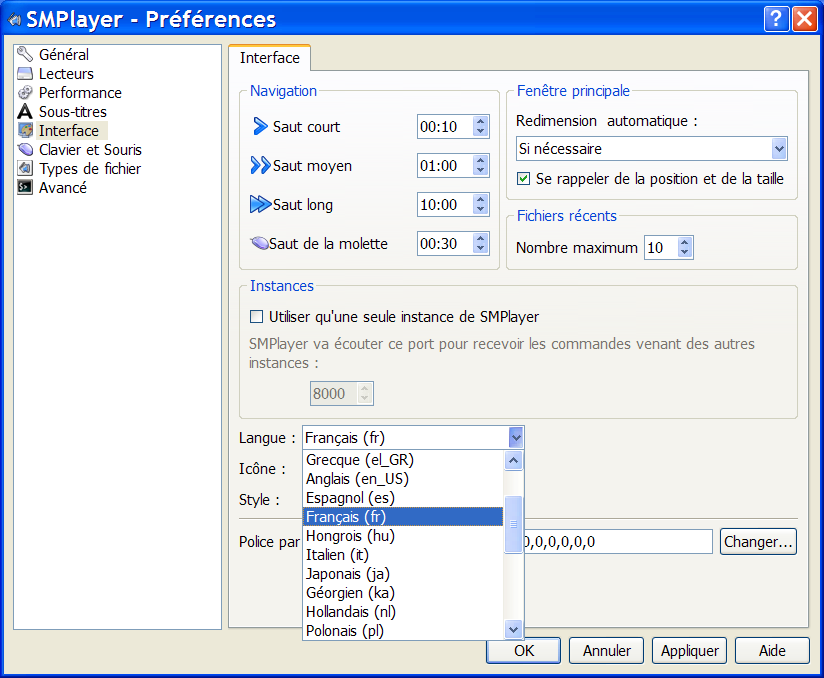 SMPlayer - Préférences
Général
Lecteurs
Performance
Sous-titres
Interface
Clavier et Souris
Types de fichier
Avancé
Interface
Navigation
Saut court 00:10
Saut moyen 01:00
Saut long 10:00
Saut de la molette 00:30
Fenêtre principale
Redimension automatique :
Si nécessaire
Se rappeler de la position et de la taille
Fichiers récents
Nombre maximum 10
Instances
Utiliser qu'une seule instance de SMPlayer
SMPlayer va écouter ce port pour recevoir les commandes venant des autres
instances :
8000
Langue : Français (fr)
Grecque (el_GR)
Anglais (en_US)
Espagnol (es)
Français (fr)
Hongrois (hu)
Italien (it)
Japonais (ja)
Géorgien (ka)
Hollandais (nl)
Polonais (pl)
Icône :
Style :
Police par 0,0,0,0,0,0 Changer...
OK Annuler Appliquer Aide